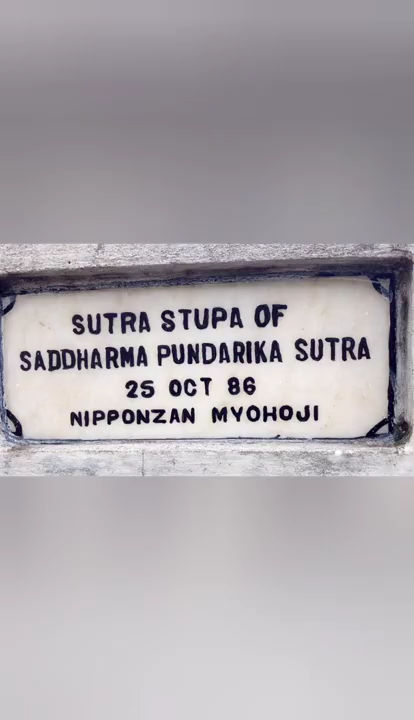 SUTRA STUPA OF
SADDHARMA PUNDARIKA SUTRA
25 OCT 86
NIPPONZAN MYOHOJI